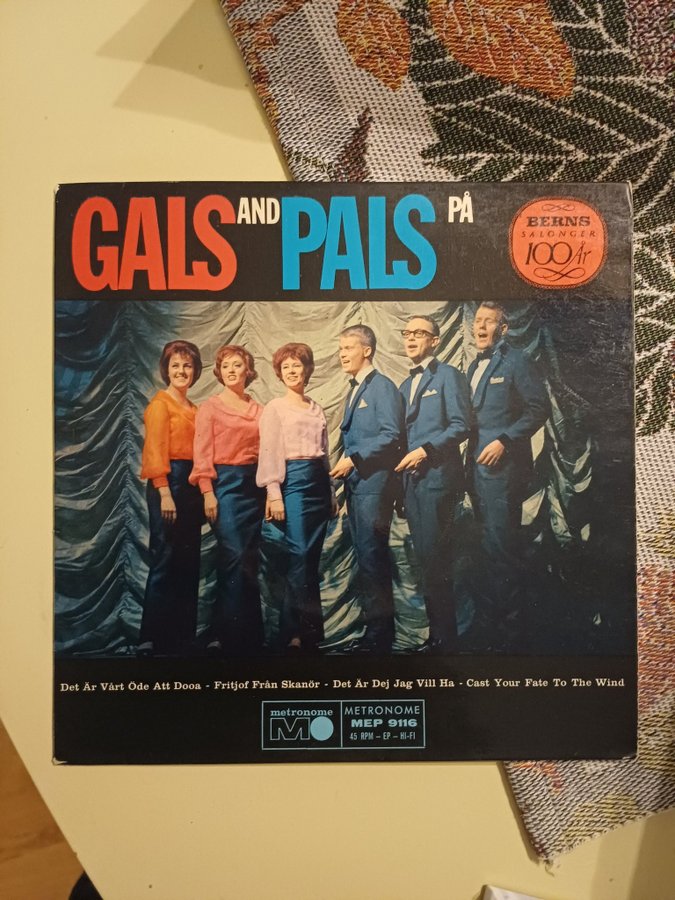 GALS AND PALS PÅ
BERNS
SALONGER
100 År
Det Är Vårt Öde Att Dooa - Fritjof Från Skanör - Det Är Dej Jag Vill Ha - Cast Your Fate To The Wind
metronome
M
METRONOME
MEP 9116
45 RPM – EP – HI-FI